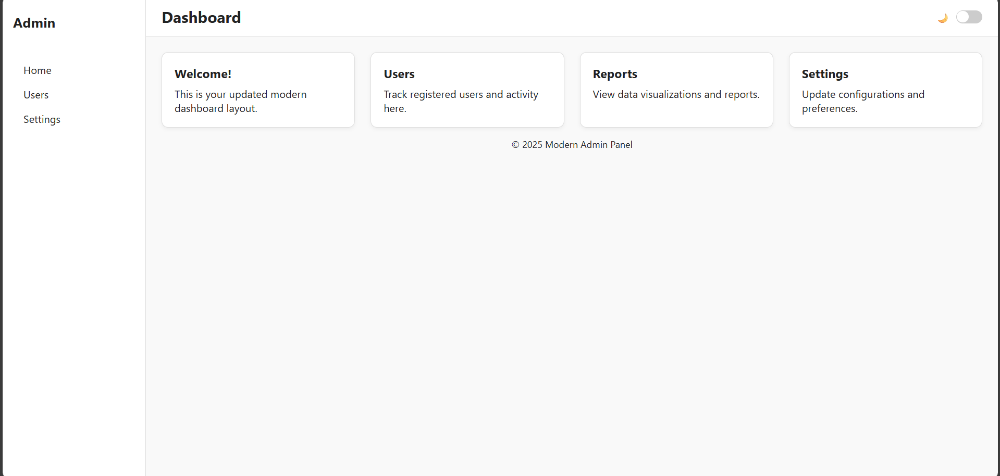 Admin
Home
Users
Settings
Dashboard
Welcome!
This is your updated modern
dashboard layout.
Users
Track registered users and activity
here.
Reports
View data visualizations and reports.
Settings
Update configurations and
preferences.
© 2025 Modern Admin Panel